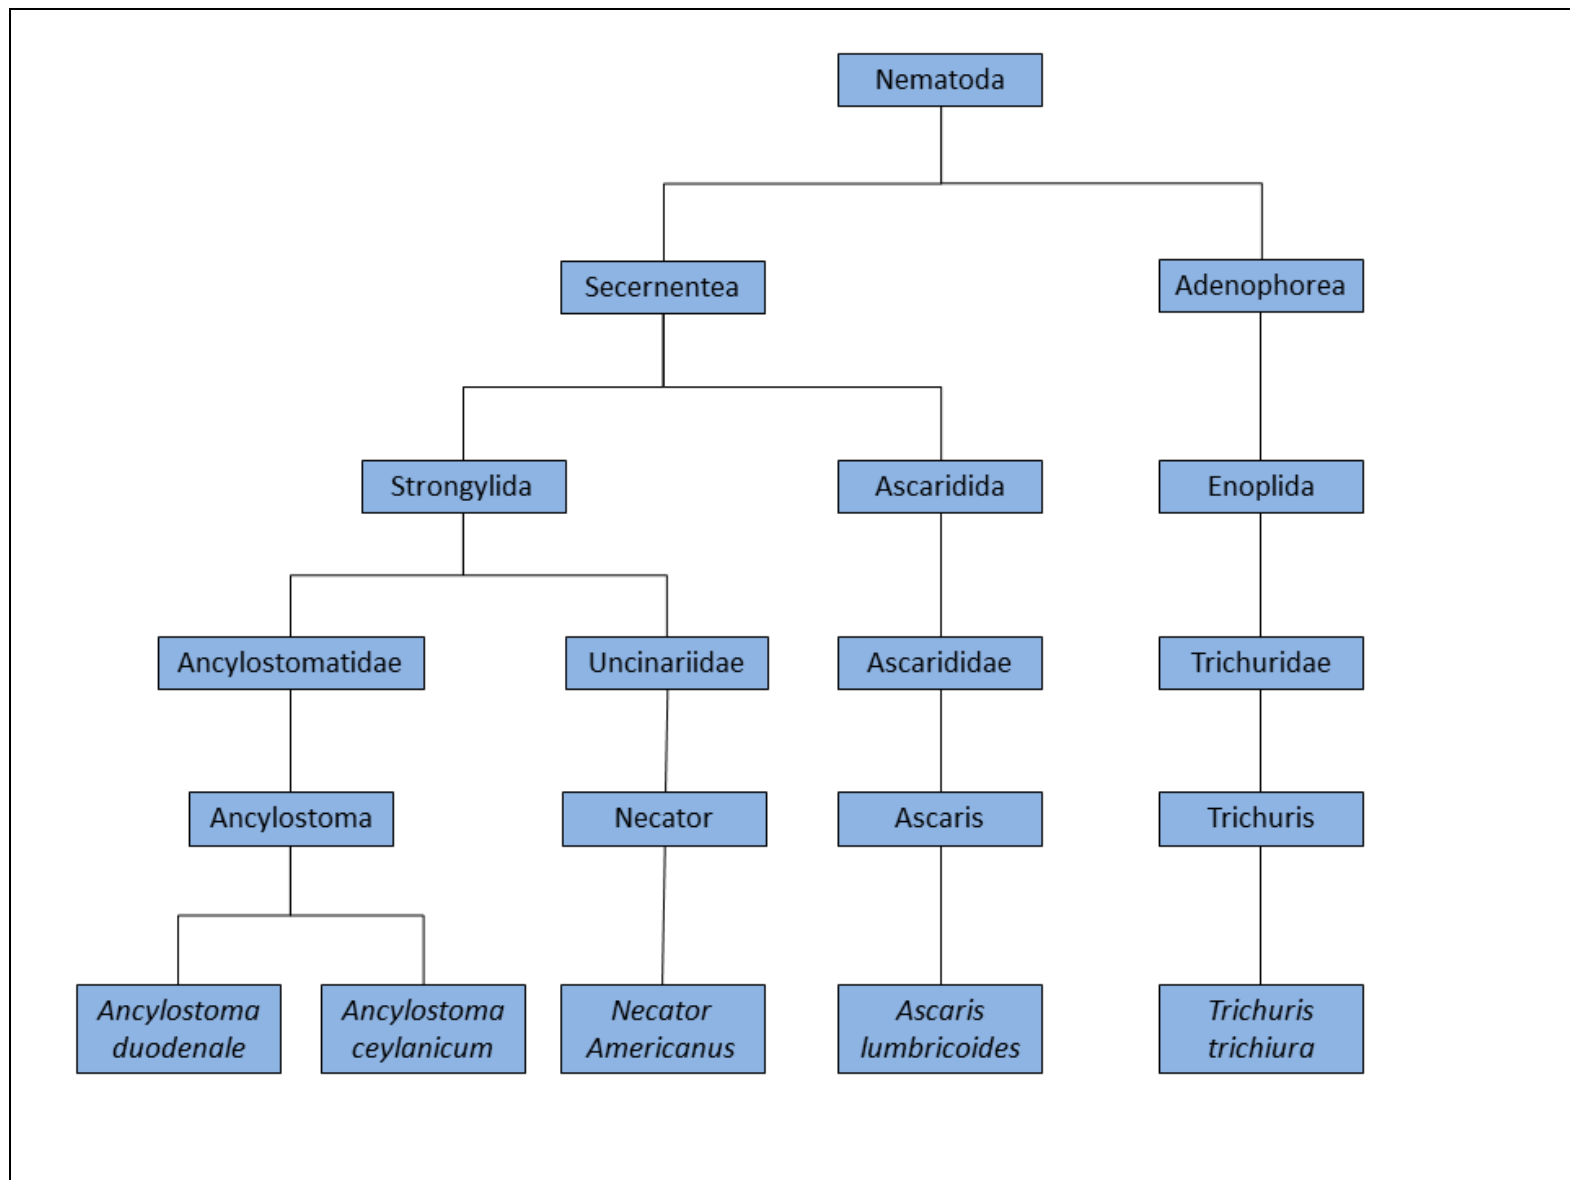 Nematoda
Secernentea
Adenophorea
Strongylida
Ascaridida
Enoplida
Ancylostomatidae
Uncinariidae
Ascarididae
Trichuridae
Ancylostoma
Necator
Ascaris
Trichuris
Ancylostoma
duodenale
Ancylostoma
ceylanicum
Necator
Americanus
Ascaris
lumbricoides
Trichuris
trichiura